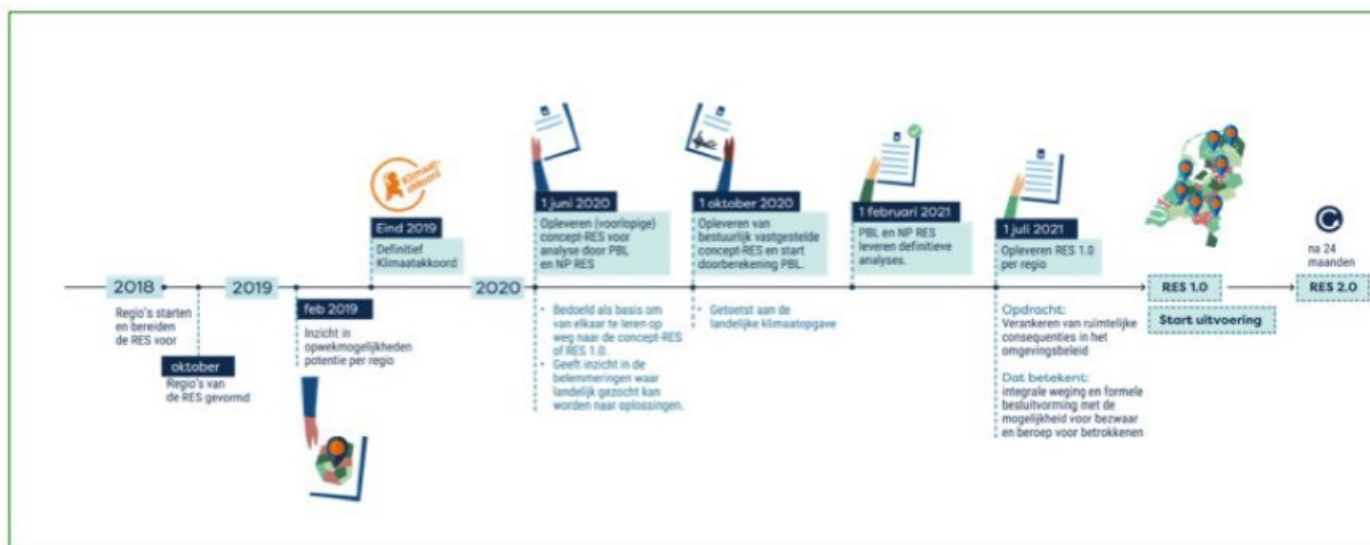 2018
Regio's starten
en bereiden
de RES voor
oktober
Regio's van
de RES gevormd
2019
feb 2019
Inzicht in
opwekmogelijkheden
potentie per regio
Klimaat-
akkoord
Eind 2019
Definitief
Klimaatakkoord
2020
1 juni 2020
Opleveren (voorlopige)
concept-RES voor
analyse door PBL
en NP RES
• Bedoeld als basis om
van elkaar te leren op
weg naar de concept-RES
of RES 1.0.
• Geeft inzicht in de
belemmeringen waar
landelijk gezocht kan
worden naar oplossingen.
1 oktober 2020
Opleveren van
bestuurlijk vastgestelde
concept-RES en start
doorberekening PBL.
• Getoetst aan de
landelijke klimaatopgave
1 februari 2021
PBL en NP RES
leveren definitieve
analyses.
1 juli 2021
Opleveren RES 1.0
per regio
Opdracht:
Verankeren van ruimtelijke
consequenties in het
omgevingsbeleid
Dat betekent:
integrale weging en formele
besluitvorming met de
mogelijkheid voor bezwaar
en beroep voor betrokkenen
RES 1.0
Start uitvoering
na 24
maanden
RES 2.0